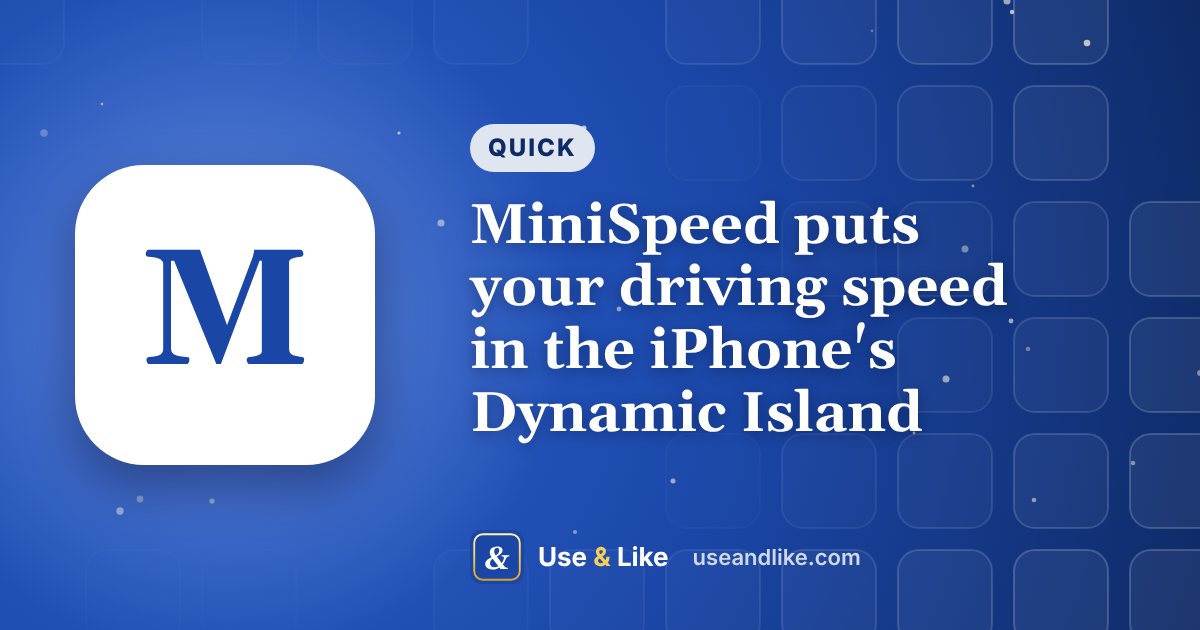 M
QUICK
MiniSpeed puts
your driving speed
in the iPhone's
Dynamic Island
& Use & Like useandlike.com